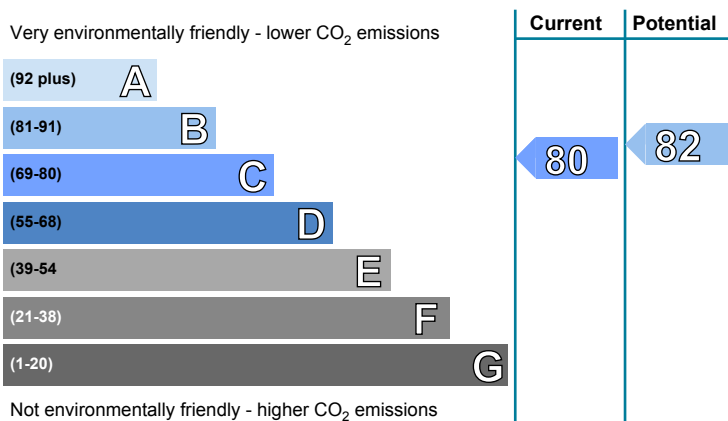 Very environmentally friendly - lower CO2 emissions
Current
Potential
(92 plus) A
(81-91) B
(69-80) C
(55-68) D
(39-54 E
(21-38) F
(1-20) G
80
82
Not environmentally friendly - higher CO2 emissions